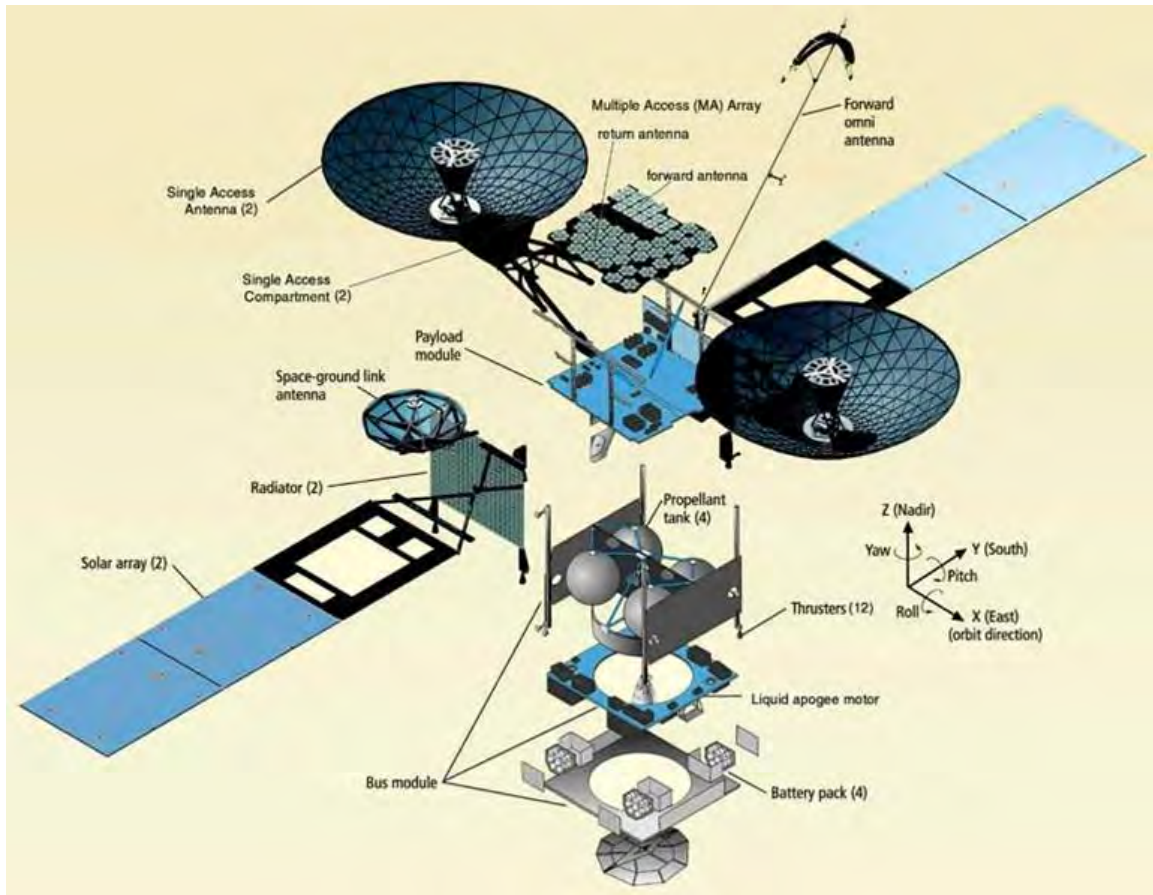 Multiple Access (MA) Array
return antenna
forward antenna
Forward
omni
antenna
Single Access
Antenna (2)
Single Access
Compartment (2)
Payload
module
Space-ground link
antenna
Radiator (2)
Solar array (2)
Propellant
tank (4)
Z (Nadir)
Yaw
Y (South)
Pitch
Roll
X (East)
(orbit direction)
Thrusters (12)
Liquid apogee motor
Bus module
Battery pack (4)